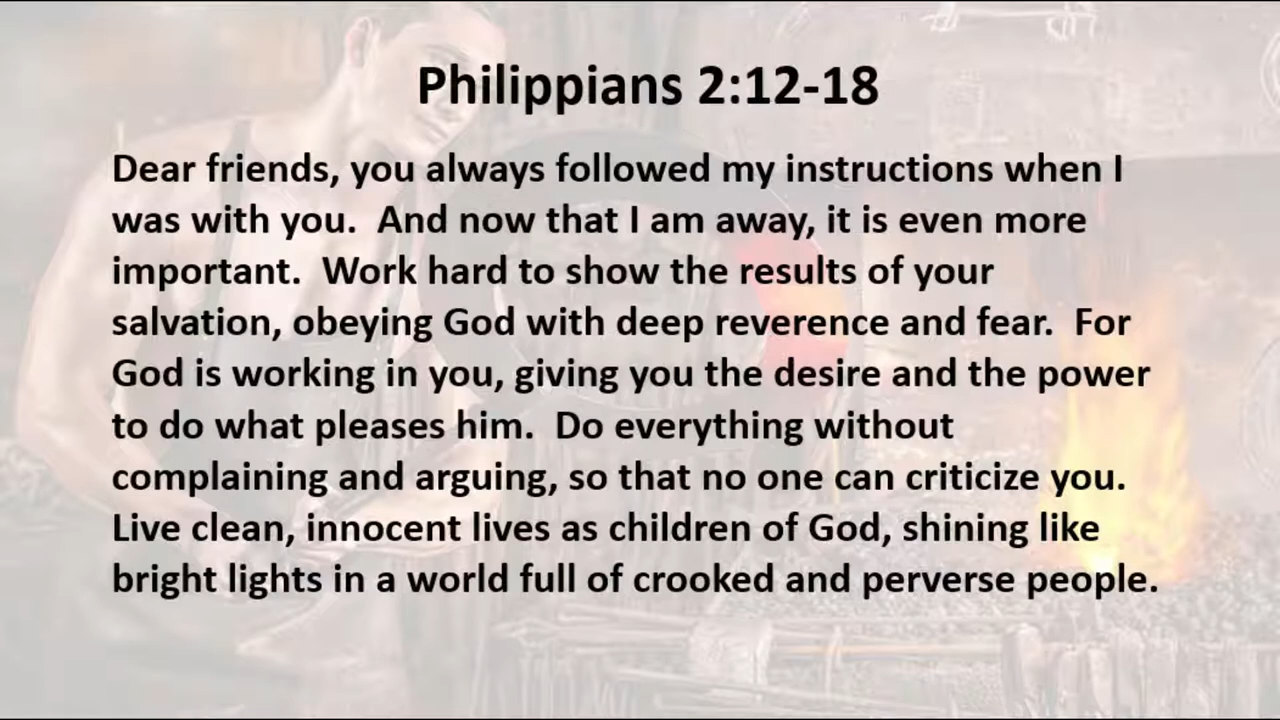 Philippians 2:12-18
Dear friends, you always followed my instructions when I
was with you.  And now that I am away, it is even more
important.  Work hard to show the results of your
salvation, obeying God with deep reverence and fear.  For
God is working in you, giving you the desire and the power
to do what pleases him.  Do everything without
complaining and arguing, so that no one can criticize you.
Live clean, innocent lives as children of God, shining like
bright lights in a world full of crooked and perverse people.